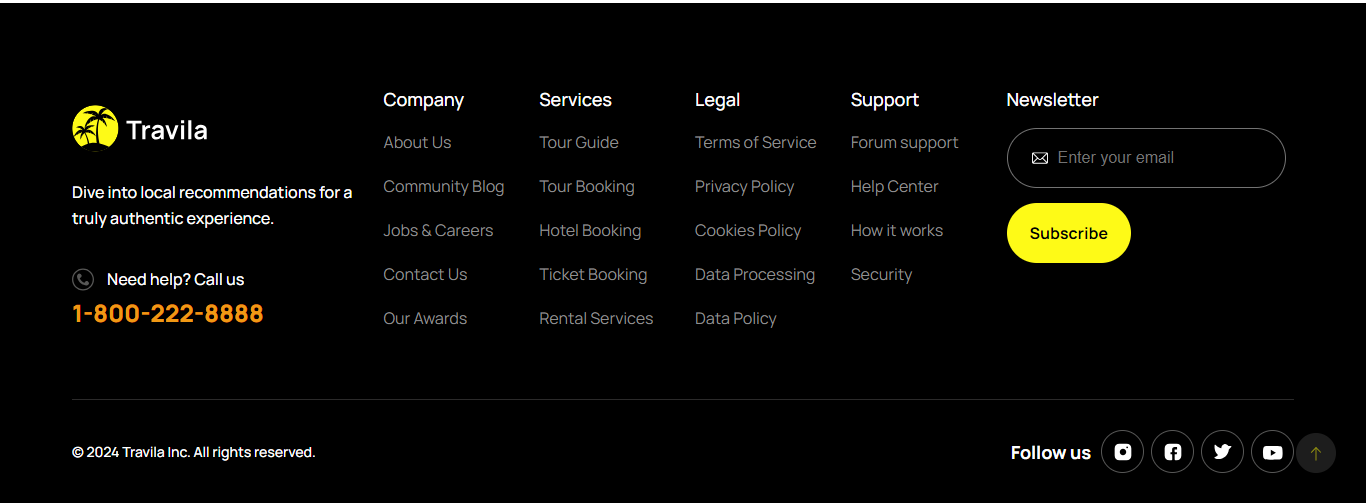 Travila
Dive into local recommendations for a
truly authentic experience.
Need help? Call us
1-800-222-8888
Company
About Us
Community Blog
Jobs & Careers
Contact Us
Our Awards
Services
Tour Guide
Tour Booking
Hotel Booking
Ticket Booking
Rental Services
Legal
Terms of Service
Privacy Policy
Cookies Policy
Data Processing
Data Policy
Support
Forum support
Help Center
How it works
Security
Newsletter
Enter your email
Subscribe
© 2024 Travila Inc. All rights reserved.
Follow us